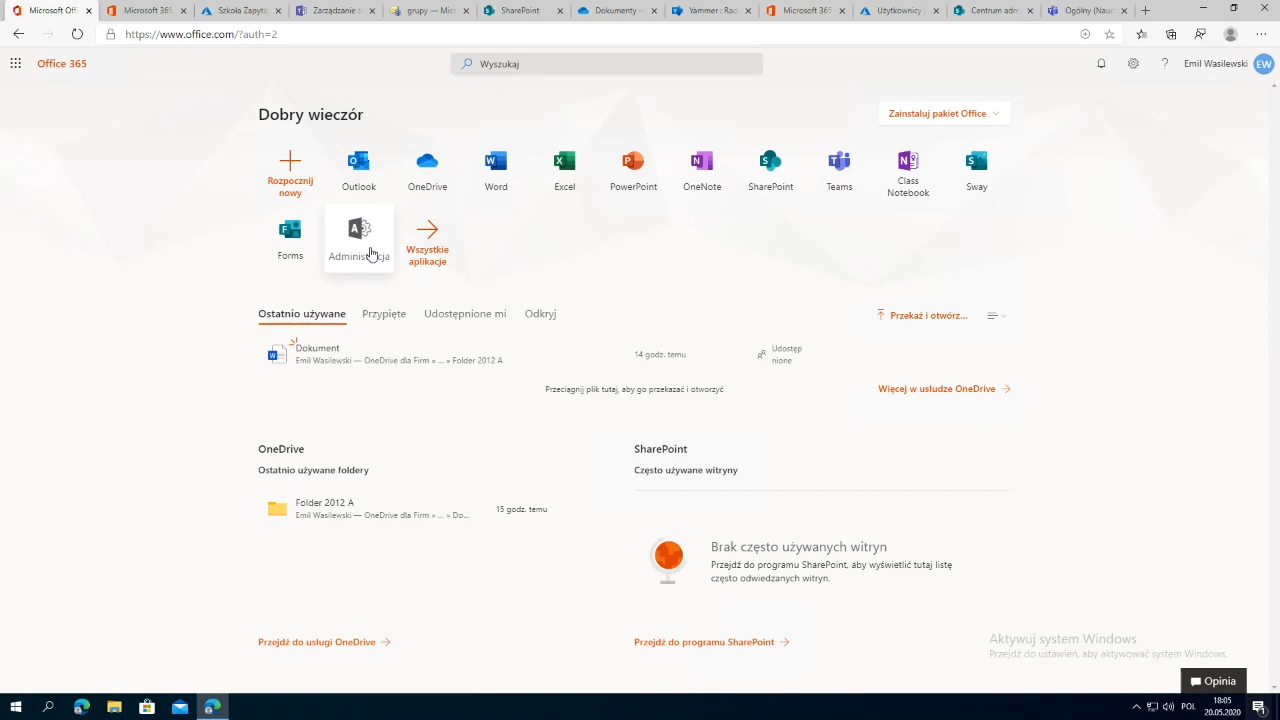 Microsoft Of
Microsoft 365
Szkoła Zapyta
Zarządzanie z
grupy — Micr
SharePoint
Dokumenty —
Yammer : Rad
Microsoft 365
Użytkownicy
Centrum adm
Ogólny (Nauc
https://www.office.com/?auth=2
Office 365
Wyszukaj
Emil Wasilewski
EW
Dobry wieczór
Zainstaluj pakiet Office
Rozpocznij
nowy
Outlook
OneDrive
Word
Excel
PowerPoint
OneNote
SharePoint
Teams
Class
Notebook
Sway
Forms
Administracja
Wszystkie
aplikacje
Ostatnio używane
Przypięte
Udostępnione mi
Odkryj
Przekaż i otwórz...
Dokument
Emil Wasilewski — OneDrive dla Firm » ... » Folder 2012 A
14 godz. temu
Udostęp
nione
Przeciągnij plik tutaj, aby go przekazać i otworzyć
Więcej w usłudze OneDrive
OneDrive
Ostatnio używane foldery
Folder 2012 A
Emil Wasilewski — OneDrive dla Firm » ... » Do...
15 godz. temu
SharePoint
Często używane witryny
Brak często używanych witryn
Przejdź do programu SharePoint, aby wyświetlić tutaj listę
często odwiedzanych witryn.
Przejdź do usługi OneDrive
Przejdź do programu SharePoint
Aktywuj system Windows
Przejdź do ustawień, aby aktywować system Windows.
Opinia
POL
18:05
20.05.2020